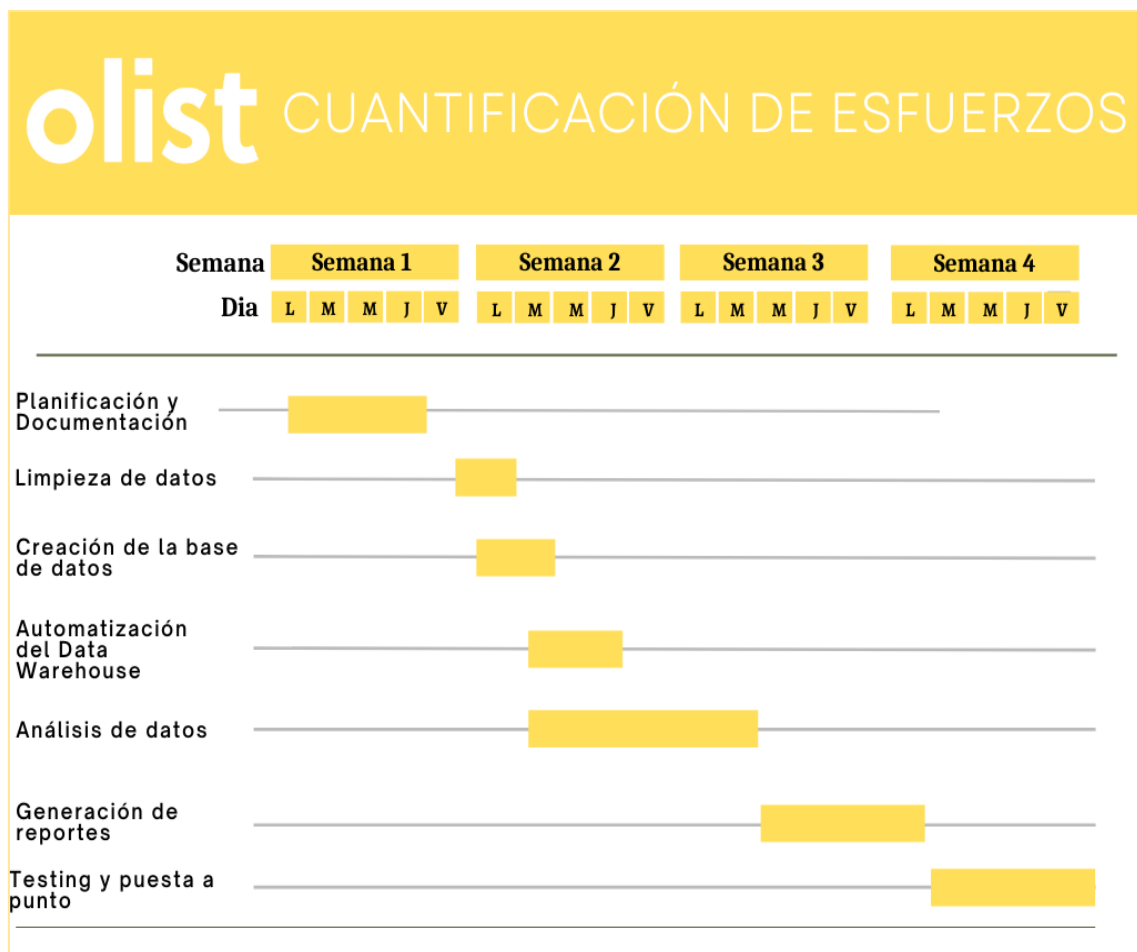 olist CUANTIFICACIÓN DE ESFUERZOS
Semana Semana 1 Semana 2 Semana 3 Semana 4
Dia L M M J V L M M J V L M M J V L M M J V
Planificación y
Documentación
Limpieza de datos
Creación de la base
de datos
Automatización
del Data
Warehouse
Análisis de datos
Generación de
reportes
Testing y puesta a
punto